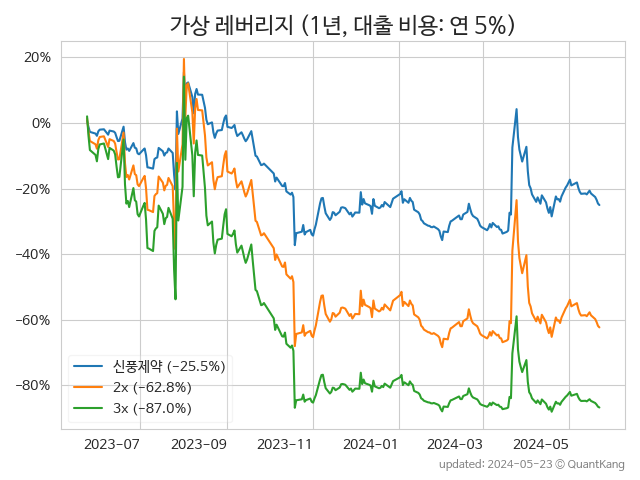 가상 레버리지 (1년, 대출 비용: 연 5%)
20%
0%
−20%
−40%
−60%
−80%
신풍제약 (−25.5%)
2x (−62.8%)
3x (−87.0%)
2023-07
2023-09
2023-11
2024-01
2024-03
2024-05
updated: 2024-05-23 © QuantKang